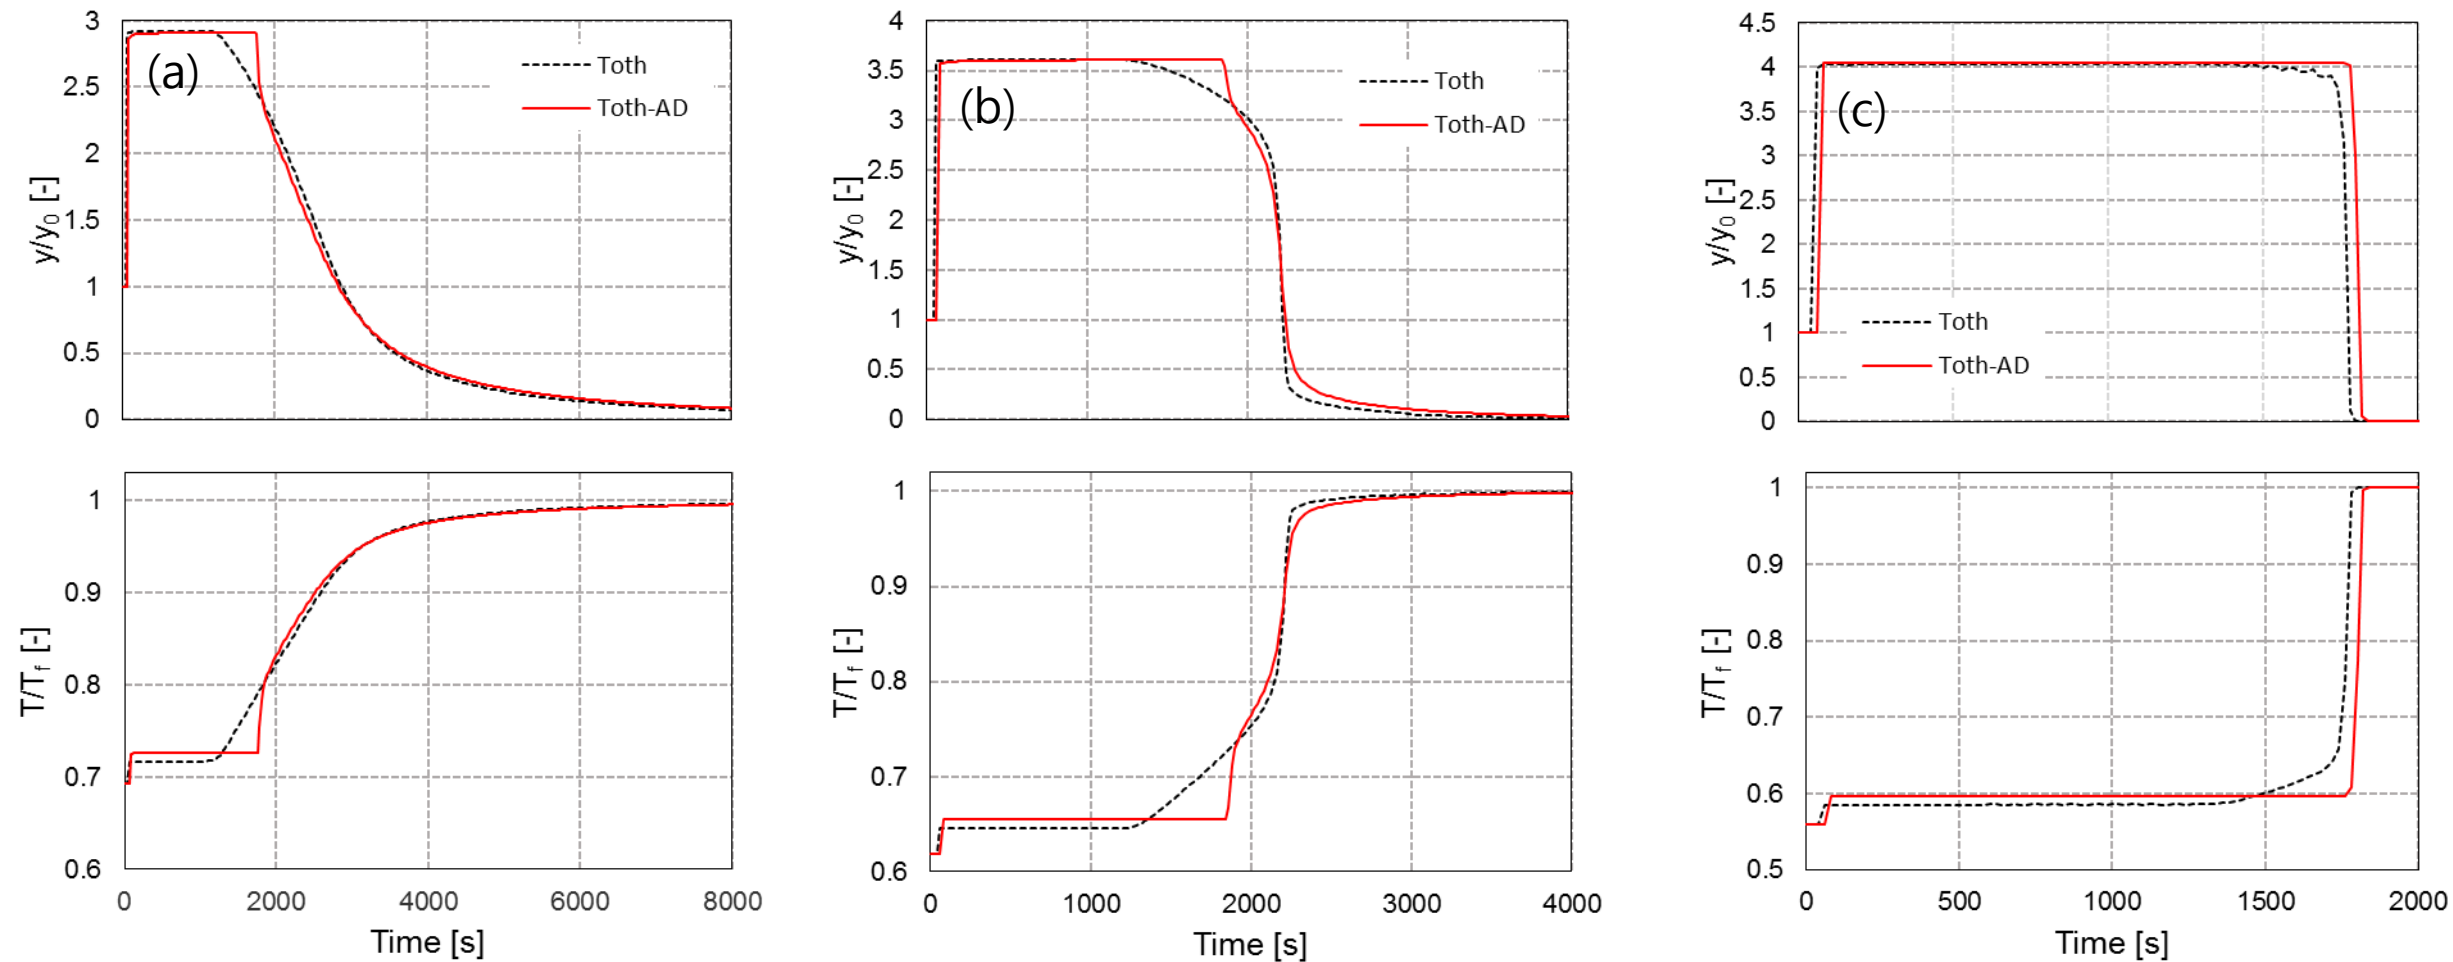 (a)
3
2.5
2
1.5
1
0.5
0
y/y₀ [-]
Toth
Toth-AD
(b)
4
3.5
3
2.5
2
1.5
1
0.5
0
y/y₀ [-]
Toth
Toth-AD
(c)
4.5
4
3.5
3
2.5
2
1.5
1
0.5
0
y/y₀ [-]
Toth
Toth-AD
1
0.9
0.8
0.7
0.6
T/T_f [-]
0 2000 4000 6000 8000
Time [s]
1
0.9
0.8
0.7
0.6
T/T_f [-]
0 1000 2000 3000 4000
Time [s]
1
0.9
0.8
0.7
0.6
0.5
T/T_f [-]
0 500 1000 1500 2000
Time [s]